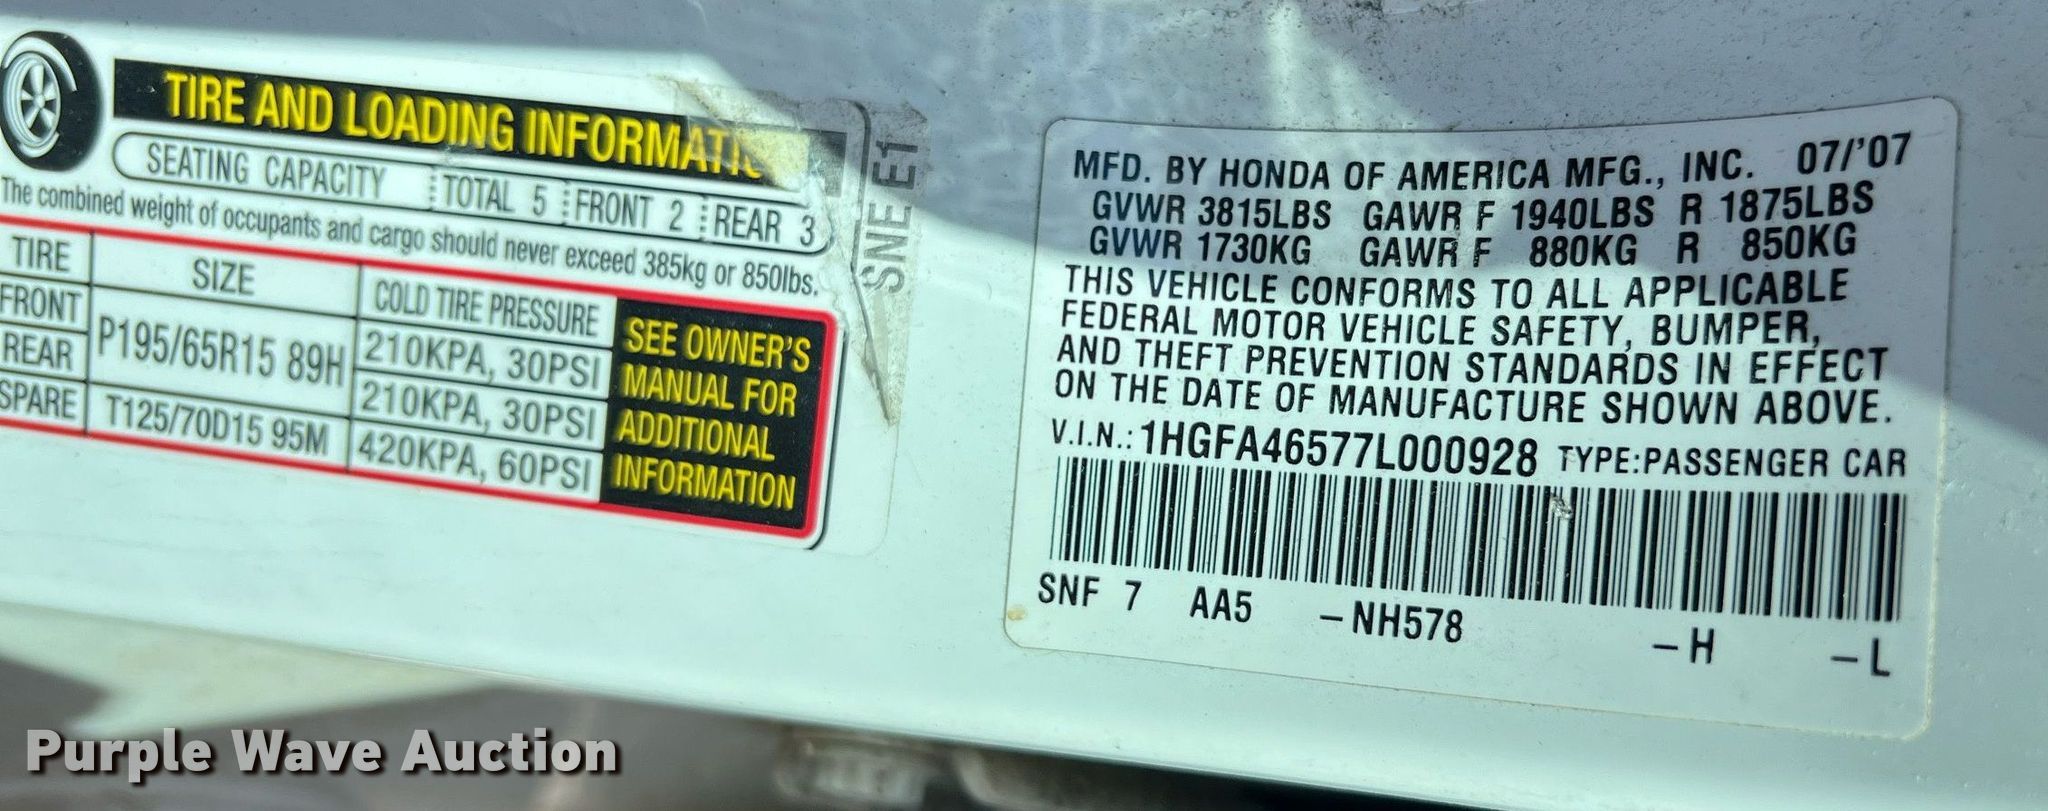 TIRE AND LOADING INFORMATI
SEATING CAPACITY TOTAL 5 FRONT 2 REAR 3
The combined weight of occupants and cargo should never exceed 385kg or 850lbs.
TIRE SIZE COLD TIRE PRESSURE
FRONT P195/65R15 89H 210KPA, 30PSI
REAR 210KPA, 30PSI
SPARE T125/70D15 95M 420KPA, 60PSI
SEE OWNER'S
MANUAL FOR
ADDITIONAL
INFORMATION
SNE E1
MFD. BY HONDA OF AMERICA MFG., INC. 07/'07
GVWR 3815LBS GAWR F 1940LBS R 1875LBS
GVWR 1730KG GAWR F 880KG R 850KG
THIS VEHICLE CONFORMS TO ALL APPLICABLE
FEDERAL MOTOR VEHICLE SAFETY, BUMPER,
AND THEFT PREVENTION STANDARDS IN EFFECT
ON THE DATE OF MANUFACTURE SHOWN ABOVE.
V.I.N.: 1HGFA46577L000928 TYPE:PASSENGER CAR
SNF 7 AA5 -NH578 -H -L
Purple Wave Auction